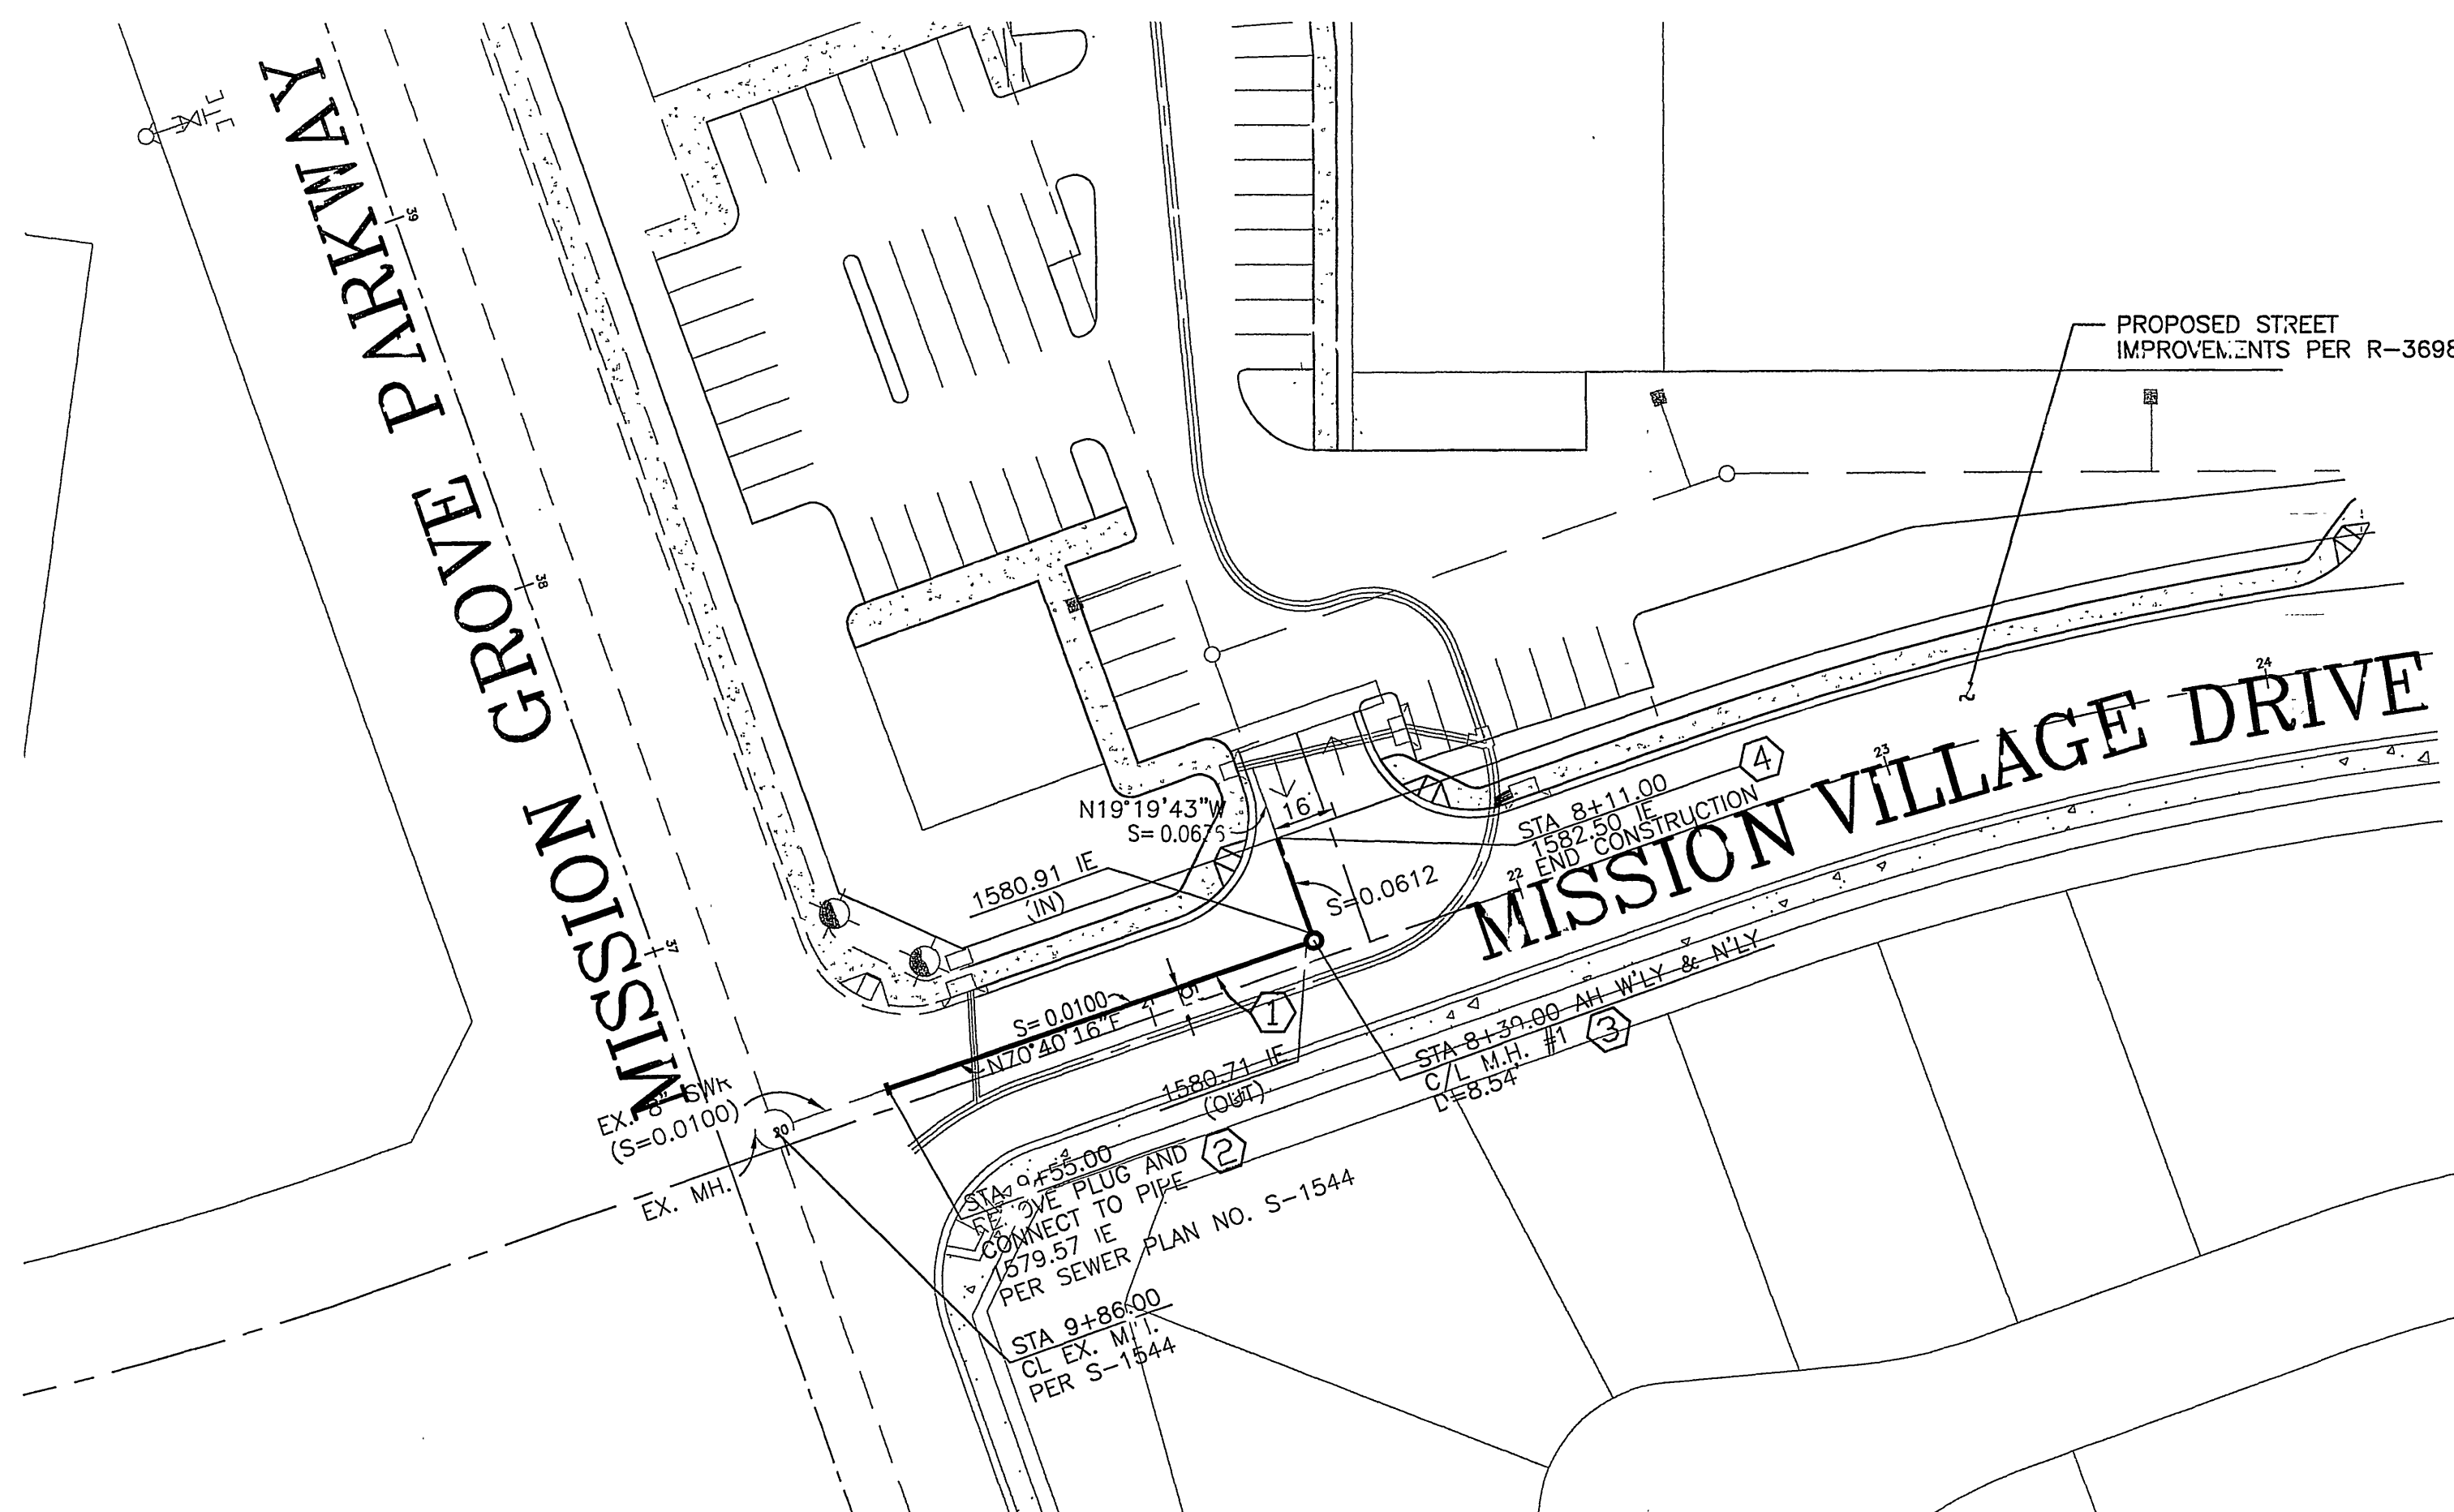 MISSION GROVE PARKWAY
39
38
37
PROPOSED STREET
IMPROVEMENTS PER R-3698
MISSION VILLAGE DRIVE
24
23
22
21
20
N19°19'43"W
S=
16'
STA 8+11.00
1582.50 IE
END CONSTRUCTION
4
1580.91 IE
(IN)
S=0.0612
S= 0.0100
N70°40'16"E
5'
1
1580.71 IE
(OUT)
STA 8+39.00 AH W'LY & N'LY
C/L M.H. #1
D=8.54'
3
EX. 8" SWR
(S=0.0100)
EX. MH.
STA 9+55.00
REMOVE PLUG AND
CONNECT TO PIPE
1579.57 IE
PER SEWER PLAN NO. S-1544
2
STA 9+86.00
CL EX. M.H.
PER S-1544